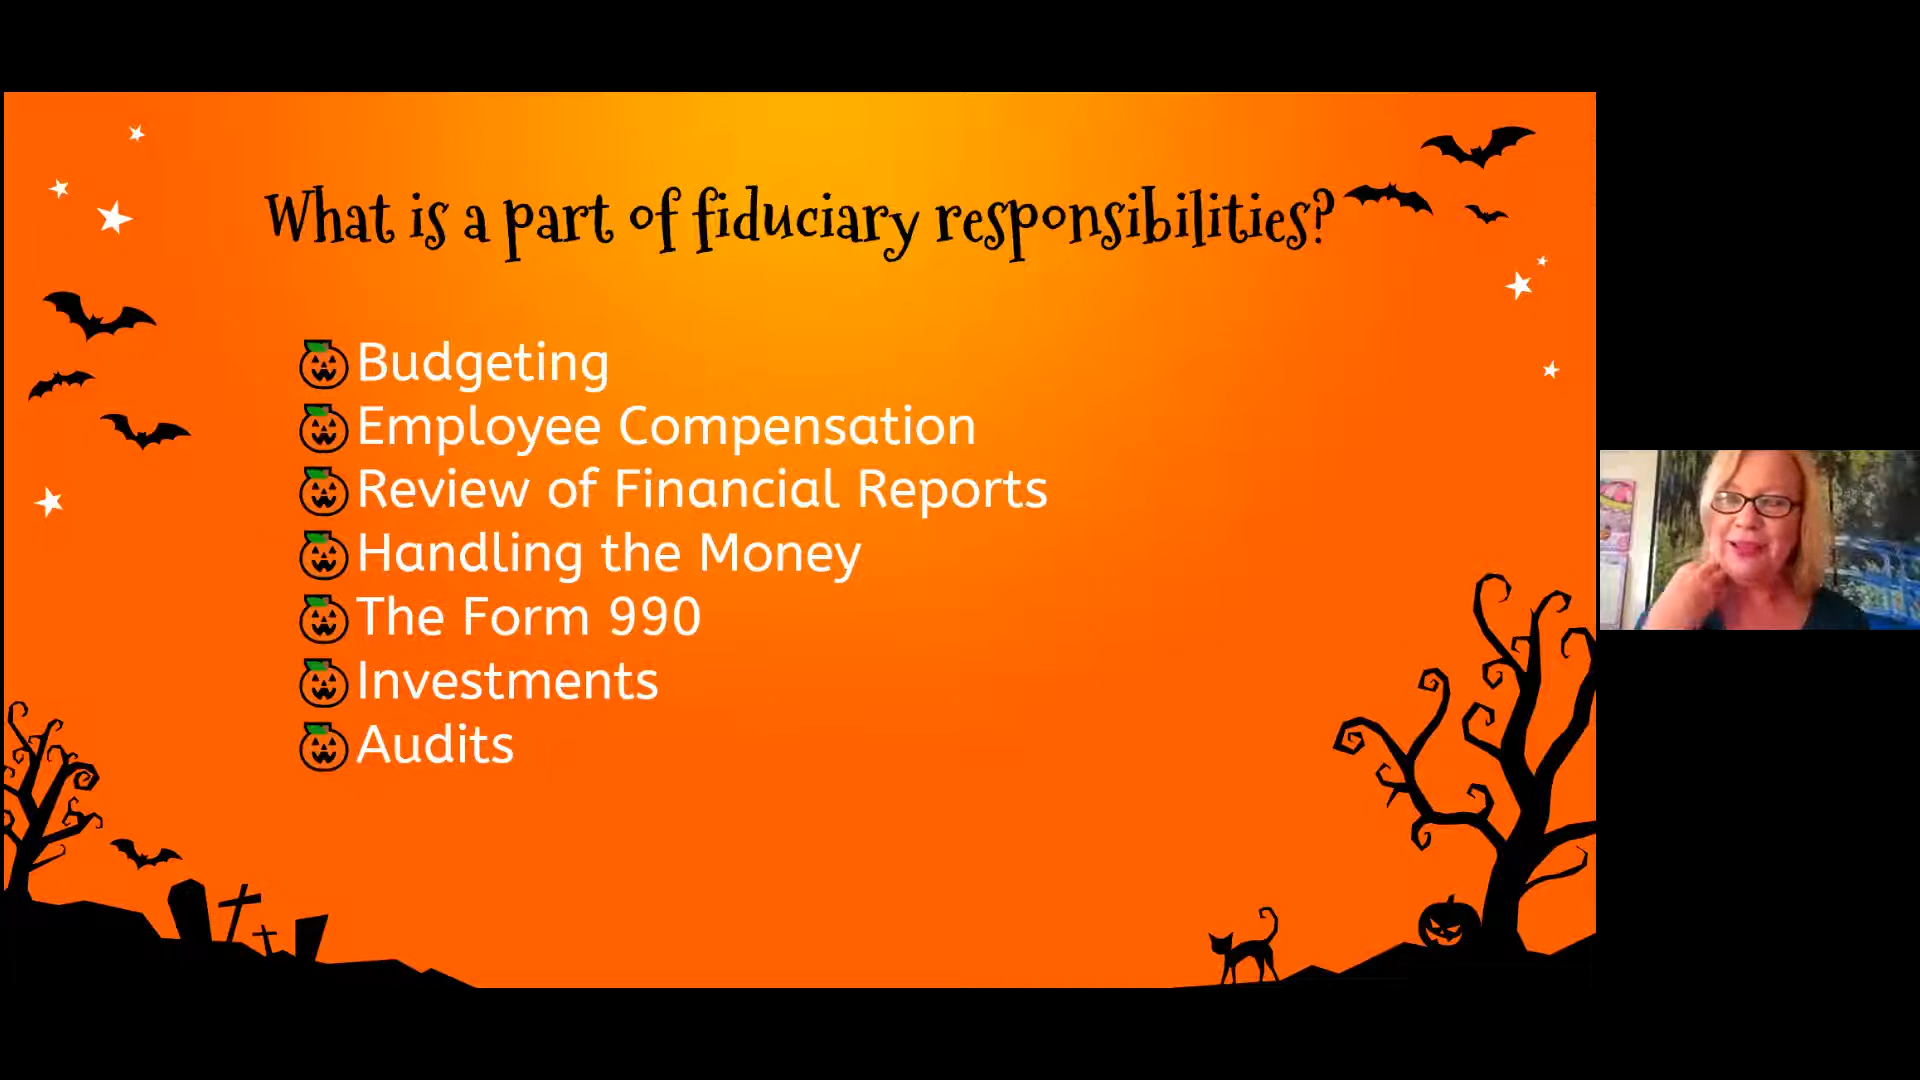 What is a part of fiduciary responsibilities?
Budgeting
Employee Compensation
Review of Financial Reports
Handling the Money
The Form 990
Investments
Audits